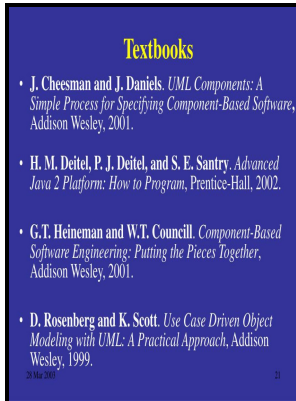 Textbooks
• J. Cheesman and J. Daniels. UML Components: A
Simple Process for Specifying Component-Based Software,
Addison Wesley, 2001.
• H. M. Deitel, P. J. Deitel, and S. E. Santry. Advanced
Java 2 Platform: How to Program, Prentice-Hall, 2002.
• G.T. Heineman and W.T. Councill. Component-Based
Software Engineering: Putting the Pieces Together,
Addison Wesley, 2001.
• D. Rosenberg and K. Scott. Use Case Driven Object
Modeling with UML: A Practical Approach, Addison
Wesley, 1999.
28 Mar 2003 21